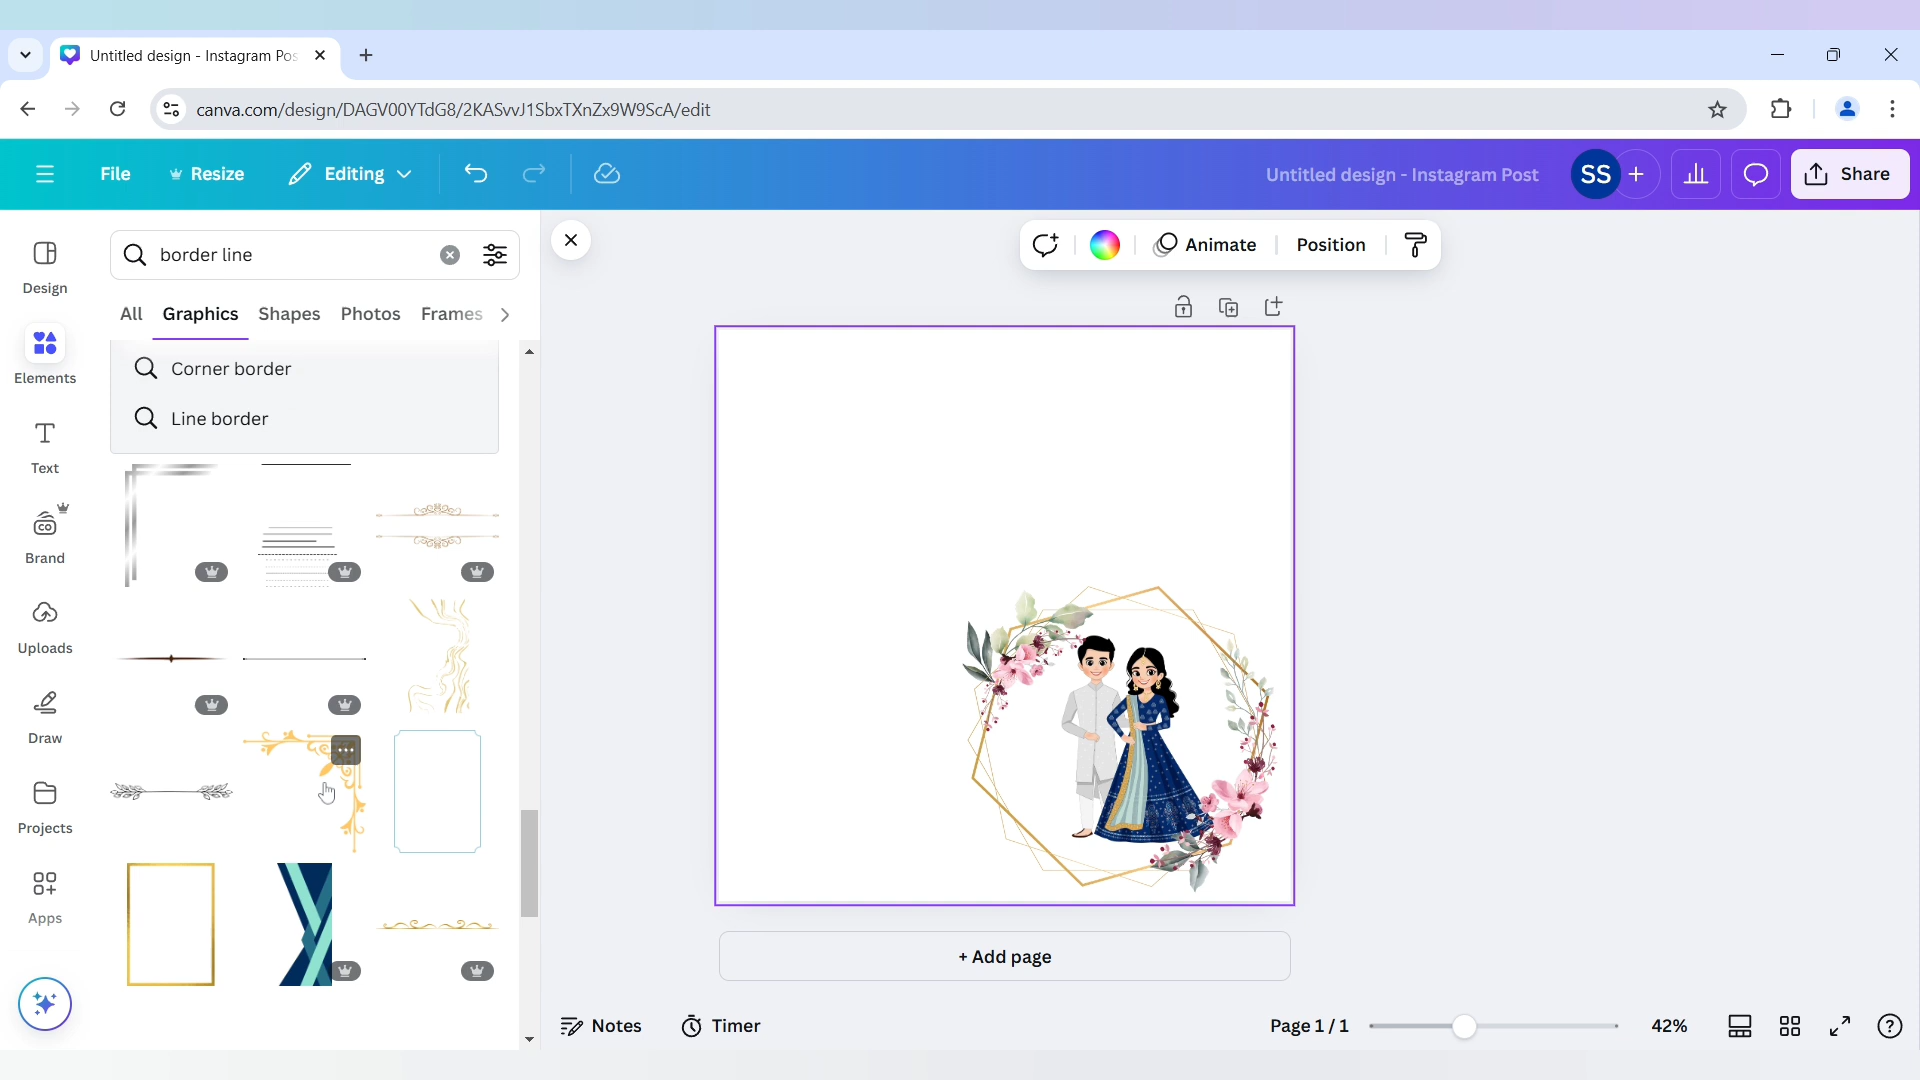 Untitled design - Instagram Pos
canva.com/design/DAGV00YTdG8/2KASvvJ1SbxTXnZx9W9ScA/edit
File
Resize
Editing
Untitled design - Instagram Post
SS
Share
Design
Elements
Text
Brand
Uploads
Draw
Projects
Apps
border line
All
Graphics
Shapes
Photos
Frames
Corner border
Line border
Animate
Position
+ Add page
Notes
Timer
Page 1 / 1
42%